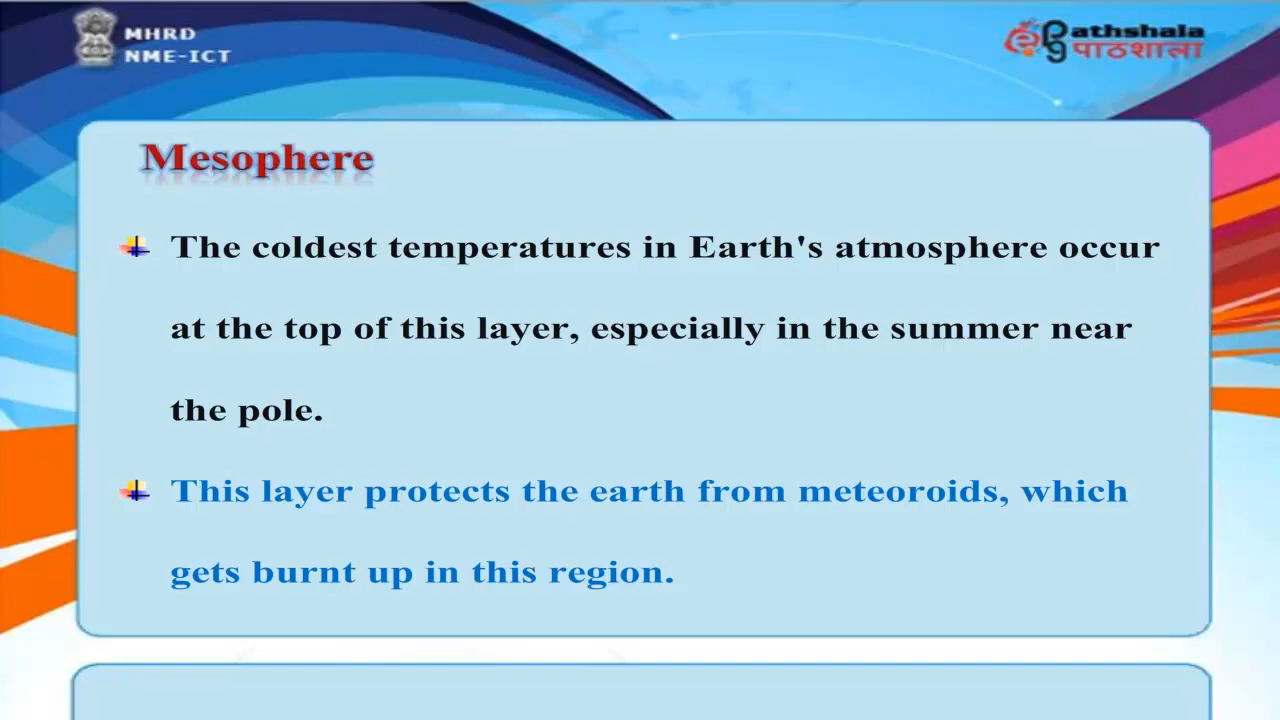 MHRD
NME-ICT
athshala
पाठशाला
Mesophere
The coldest temperatures in Earth's atmosphere occur
at the top of this layer, especially in the summer near
the pole.
This layer protects the earth from meteoroids, which
gets burnt up in this region.